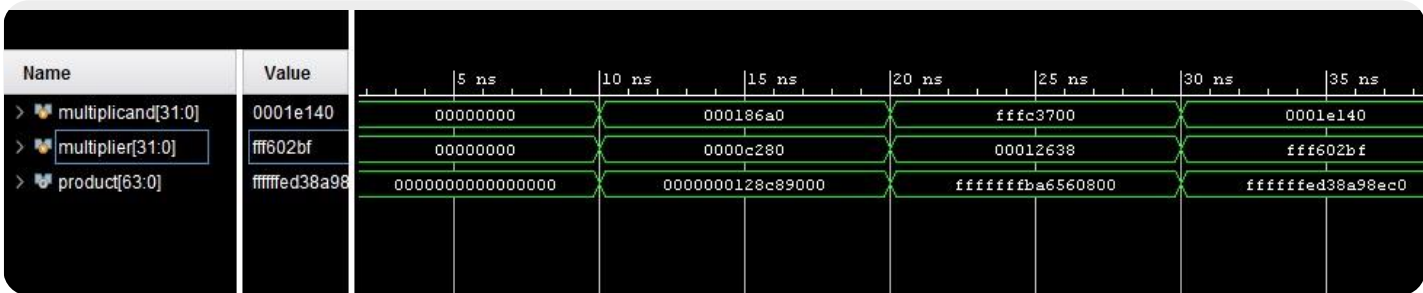 Name Value
5 ns 10 ns 15 ns 20 ns 25 ns 30 ns 35 ns
multiplicand[31:0] 0001e140 00000000 000186a0 fffc3700 0001e140
multiplier[31:0] fff602bf 00000000 0000c280 00012638 fff602bf
product[63:0] ffffffed38a98 0000000000000000 0000000128c89000 fffffffba6560800 ffffffed38a98ec0